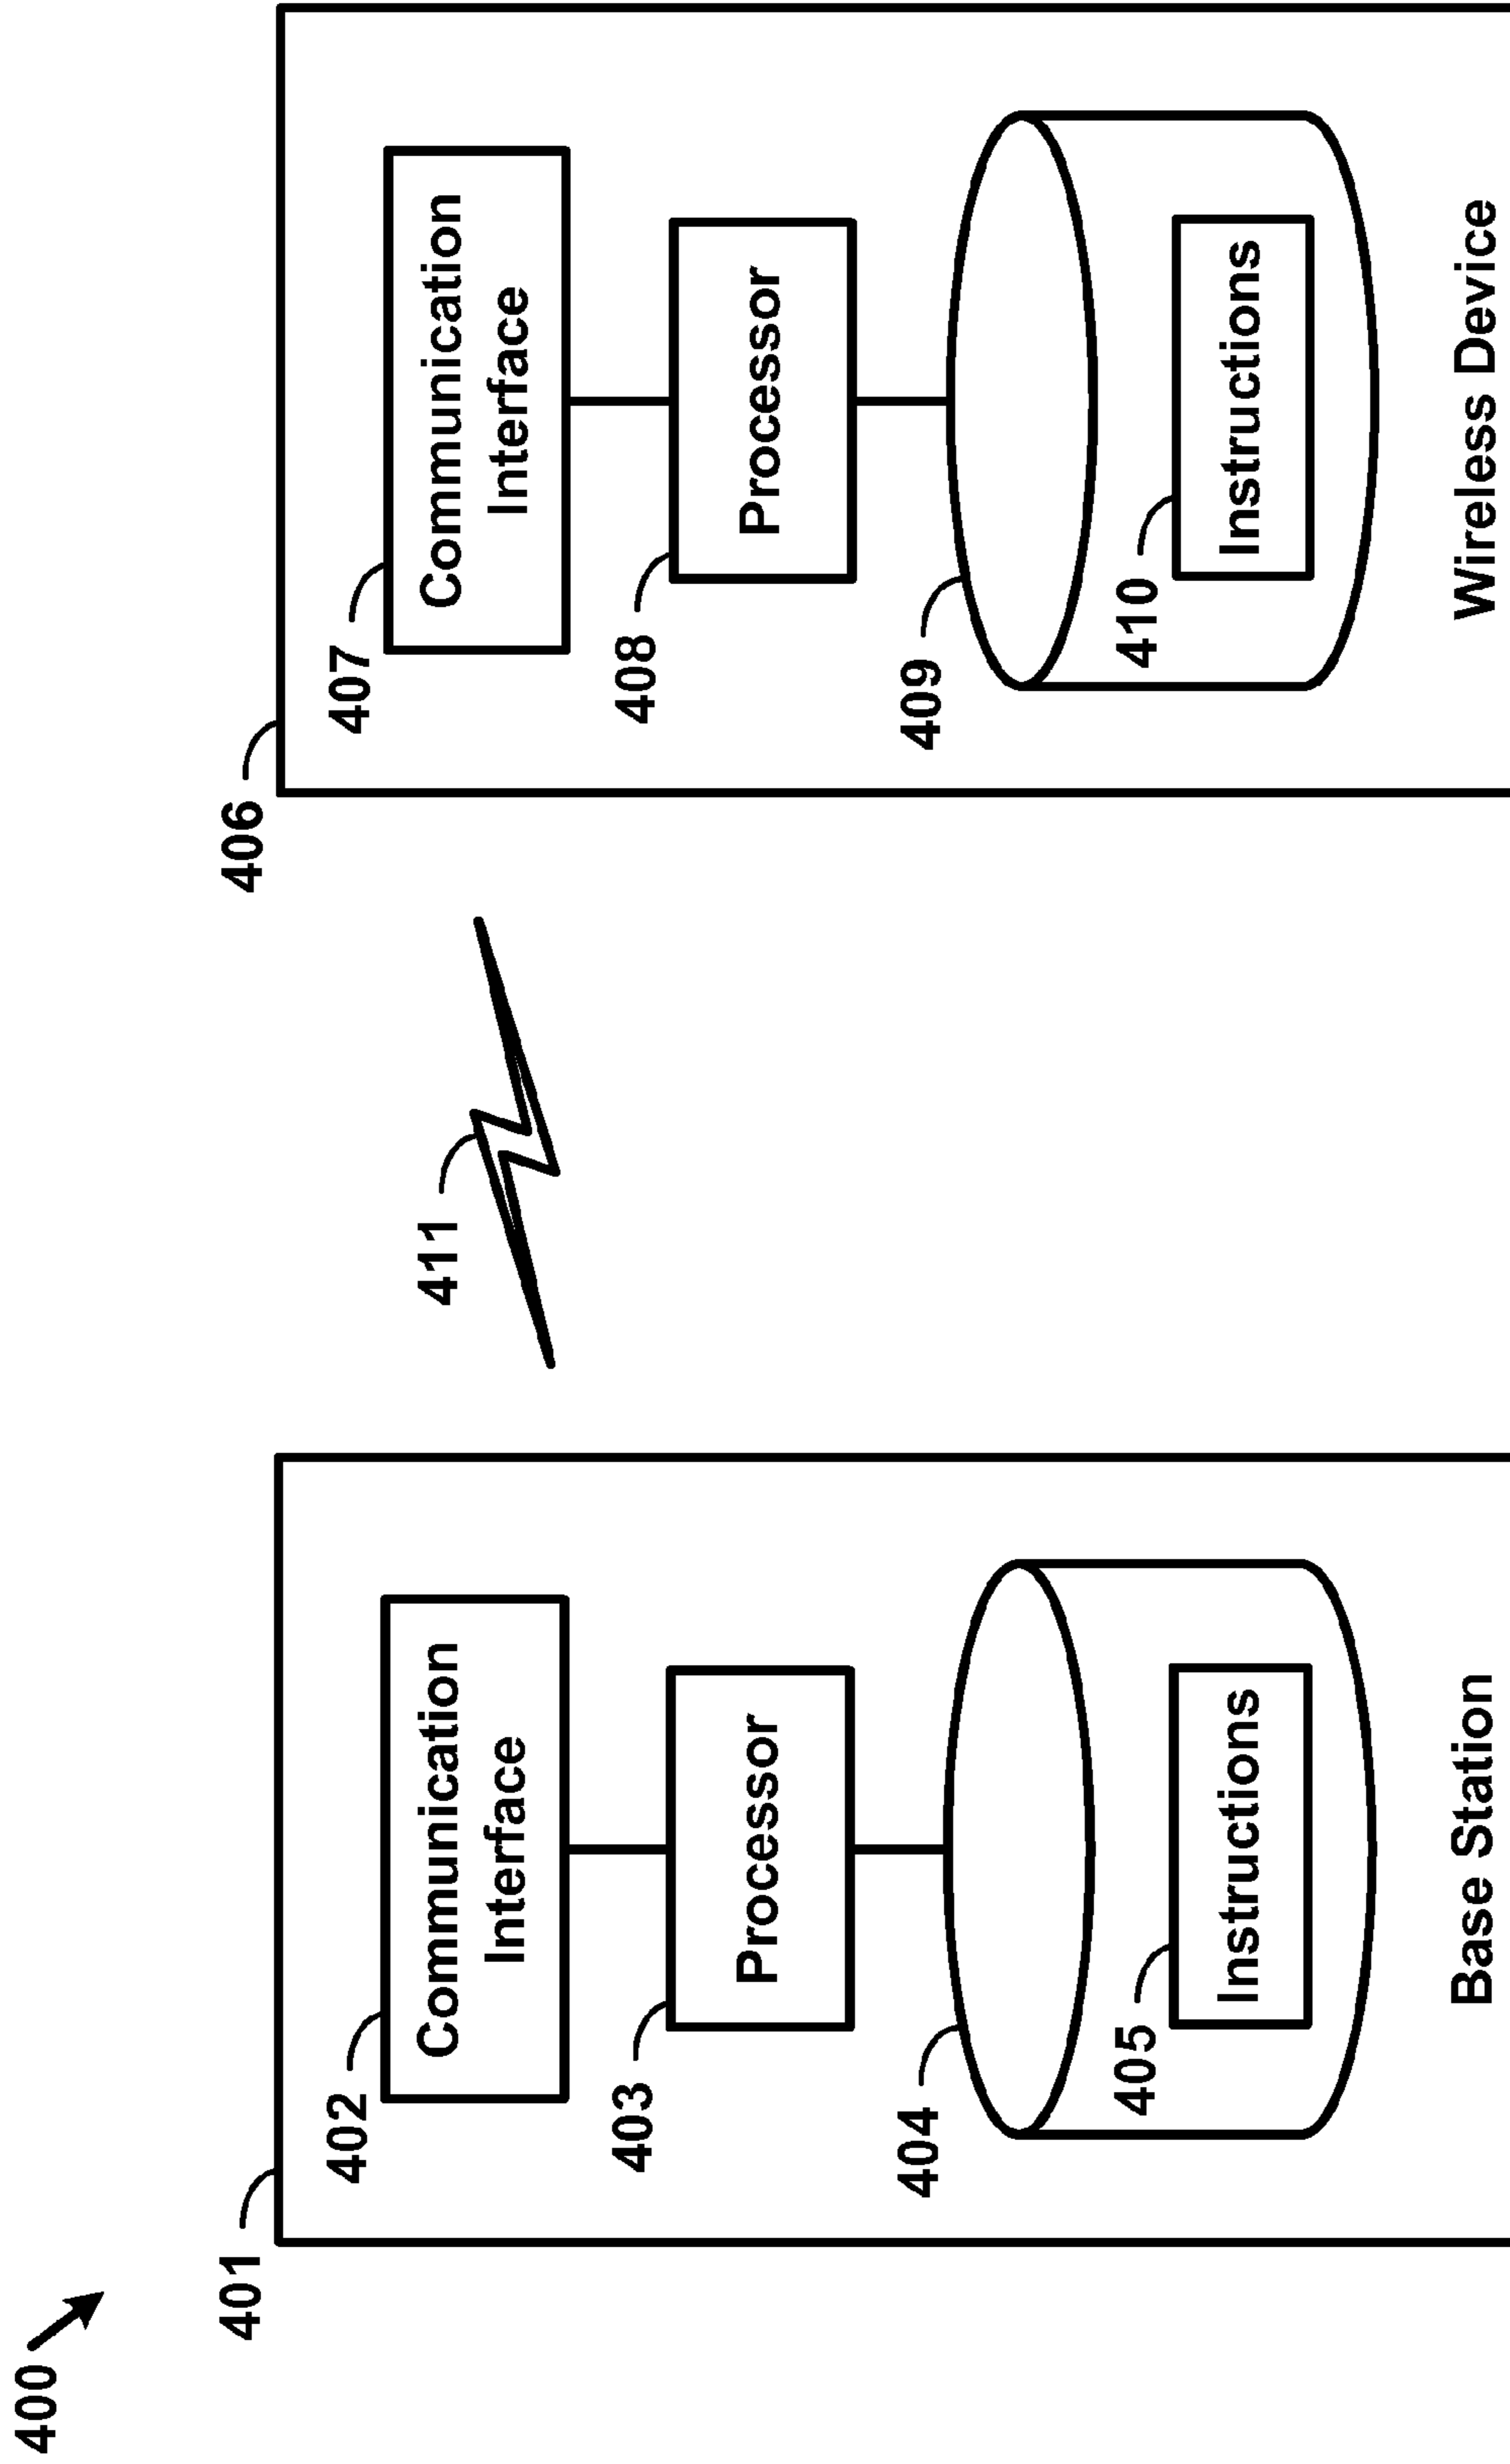 400
401
402
Communication
Interface
403
Processor
404
405
Instructions
Base Station
411
406
407
Communication
Interface
408
Processor
409
410
Instructions
Wireless Device